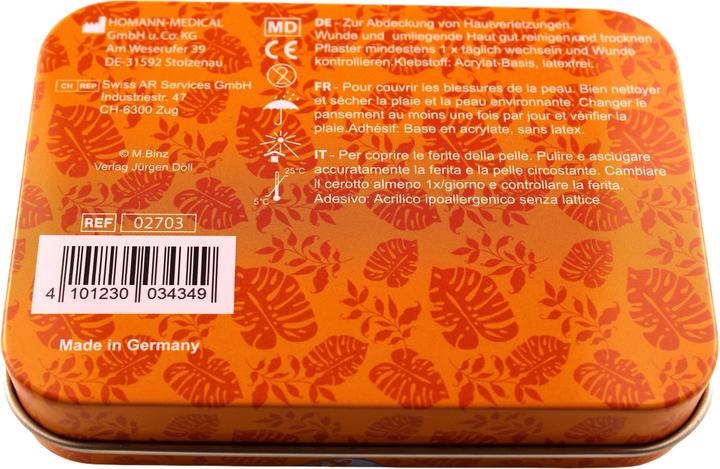 HOMANN-MEDICAL
GmbH u. Co. KG
Am Weserufer 39
DE-31592 Stolzenau
CH REP Swiss AR Services GmbH
Industriestr. 47
CH-6300 Zug
© M.Binz
Verlag Jürgen Döll
REF 02703
4 101230 034349
Made in Germany
MD
CE
2
25°C
5°C
DE - Zur Abdeckung von Hautverletzungen.
Wunde und umliegende Haut gut reinigen und trocknen.
Pflaster mindestens 1 x täglich wechseln und Wunde
kontrollieren.Klebstoff: Acrylat-Basis, latexfrei.
FR - Pour couvrir les blessures de la peau. Bien nettoyer
et sècher la plaie et la peau environnante. Changer le
pansement au moins une fois par jour et vérifier la
plaie.Adhésif: Base en acrylate, sans latex.
IT - Per coprire le ferite della pelle. Pulire e asciugare
accuratamente la ferita e la pelle circostante. Cambiare
il cerotto almeno 1x/giorno e controllare la ferita.
Adesivo: Acrilico ipoallergenico senza lattice